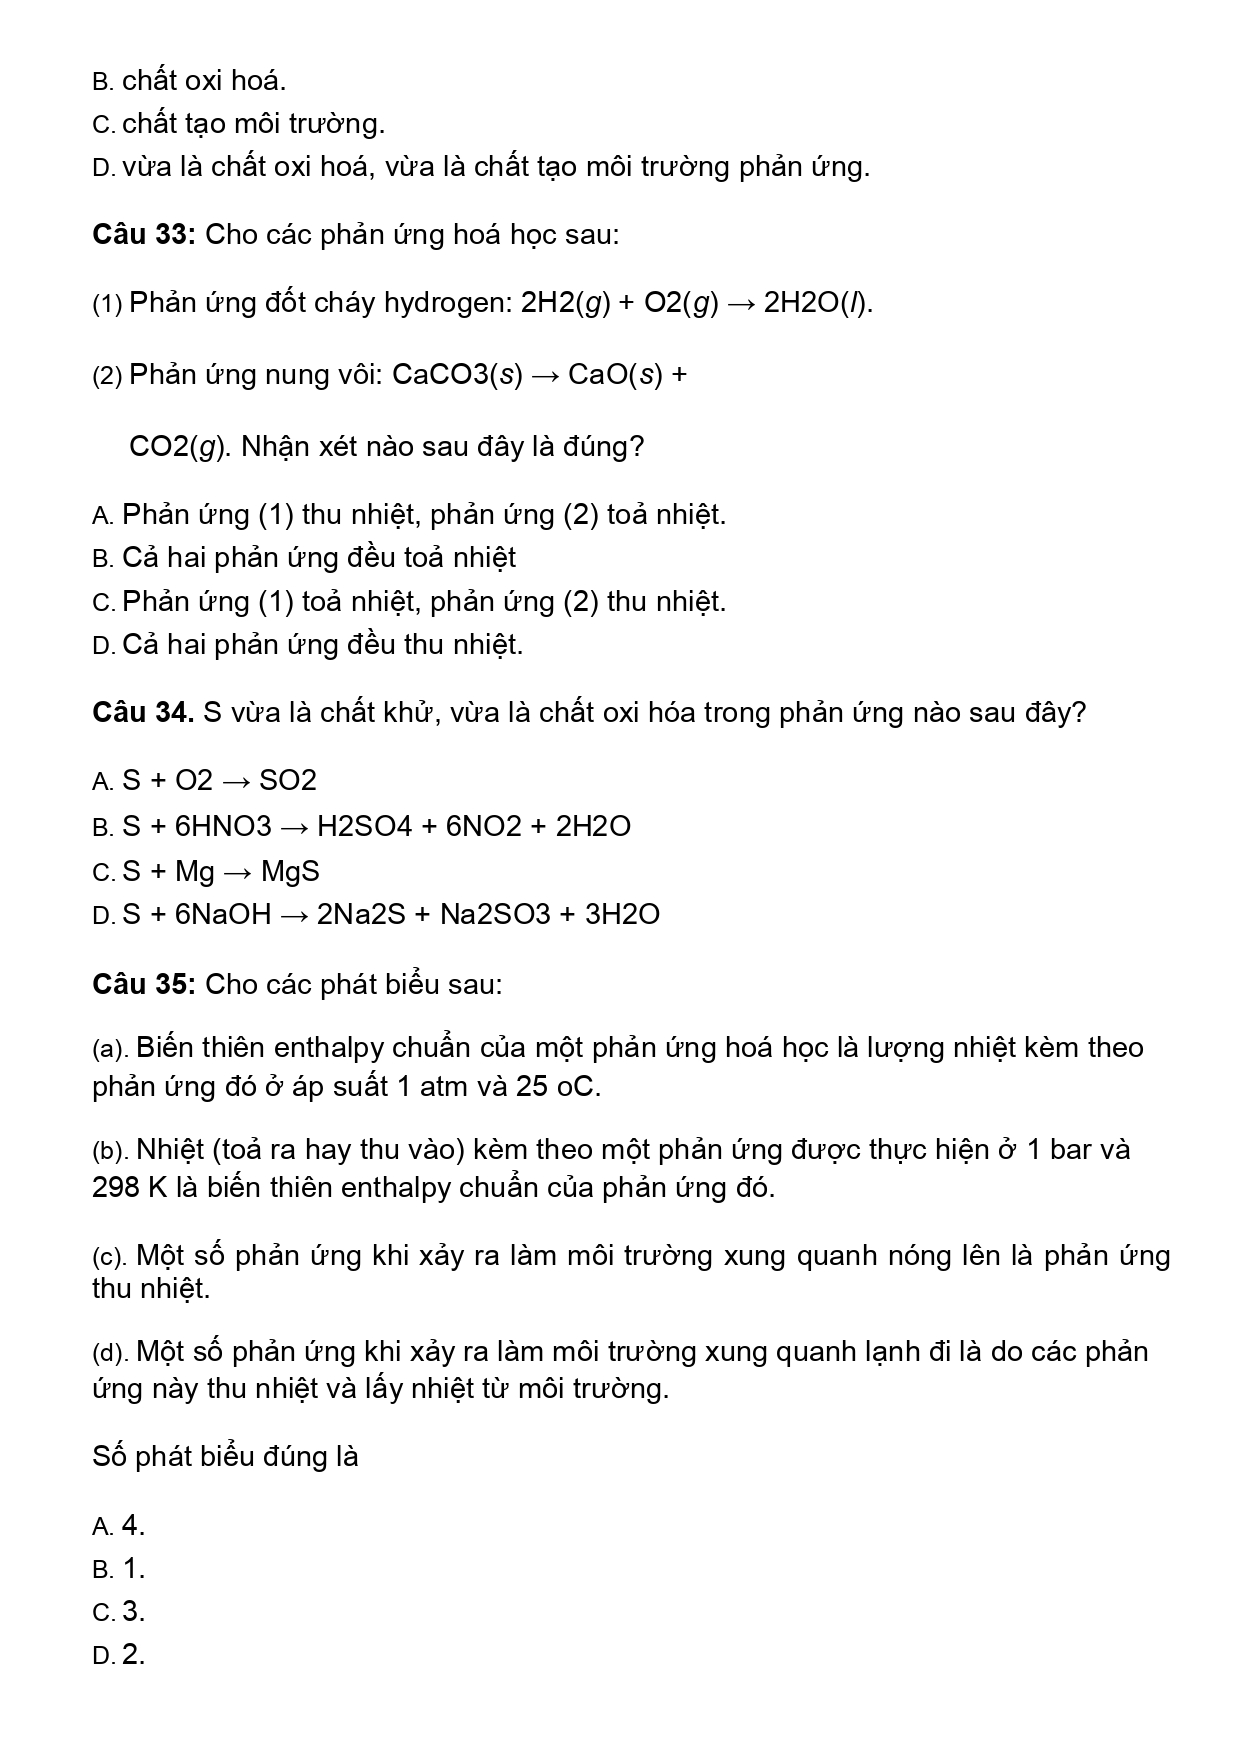 B. chất oxi hoá.
C. chất tạo môi trường.
D. vừa là chất oxi hoá, vừa là chất tạo môi trường phản ứng.
Câu 33: Cho các phản ứng hoá học sau:
(1) Phản ứng đốt cháy hydrogen: 2H2(g) + O2(g) → 2H2O(l).
(2) Phản ứng nung vôi: CaCO3(s) → CaO(s) +
CO2(g). Nhận xét nào sau đây là đúng?
A. Phản ứng (1) thu nhiệt, phản ứng (2) toả nhiệt.
B. Cả hai phản ứng đều toả nhiệt
C. Phản ứng (1) toả nhiệt, phản ứng (2) thu nhiệt.
D. Cả hai phản ứng đều thu nhiệt.
Câu 34. S vừa là chất khử, vừa là chất oxi hóa trong phản ứng nào sau đây?
A. S + O2 → SO2
B. S + 6HNO3 → H2SO4 + 6NO2 + 2H2O
C. S + Mg → MgS
D. S + 6NaOH → 2Na2S + Na2SO3 + 3H2O
Câu 35: Cho các phát biểu sau:
(a). Biến thiên enthalpy chuẩn của một phản ứng hoá học là lượng nhiệt kèm theo
phản ứng đó ở áp suất 1 atm và 25 oC.
(b). Nhiệt (toả ra hay thu vào) kèm theo một phản ứng được thực hiện ở 1 bar và
298 K là biến thiên enthalpy chuẩn của phản ứng đó.
(c). Một số phản ứng khi xảy ra làm môi trường xung quanh nóng lên là phản ứng
thu nhiệt.
(d). Một số phản ứng khi xảy ra làm môi trường xung quanh lạnh đi là do các phản
ứng này thu nhiệt và lấy nhiệt từ môi trường.
Số phát biểu đúng là
A. 4.
B. 1.
C. 3.
D. 2.